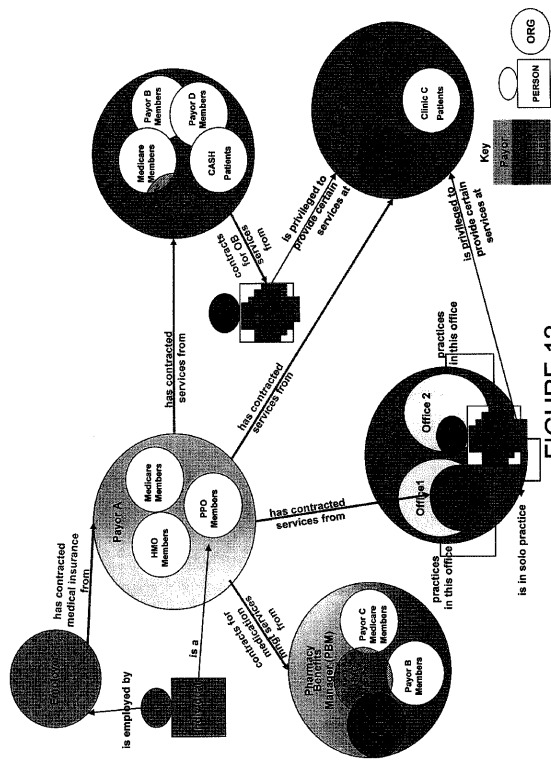 has contracted
medical insurance
from
is employed by
is a
Payor A
HMO
Members
Medicare
Members
PPO
Members
has contracted
services from
Medicare
Members
Payor B
Members
Payor D
Members
CASH
Patients
contracts
for OB
services
from
is privileged to
provide certain
services at
has contracted
services from
Clinic C
Patients
is privileged to
provide certain
services at
has contracted
services from
contracts for
medication
mngt services
from
Pharmacy
Benefits
Manager (PBM)
Payor C
Medicare
Members
Payor B
Members
Office1
Office 2
practices
in this office
practices
in this office
is in solo practice
Key
Payor
PERSON
ORG
FIGURE 13